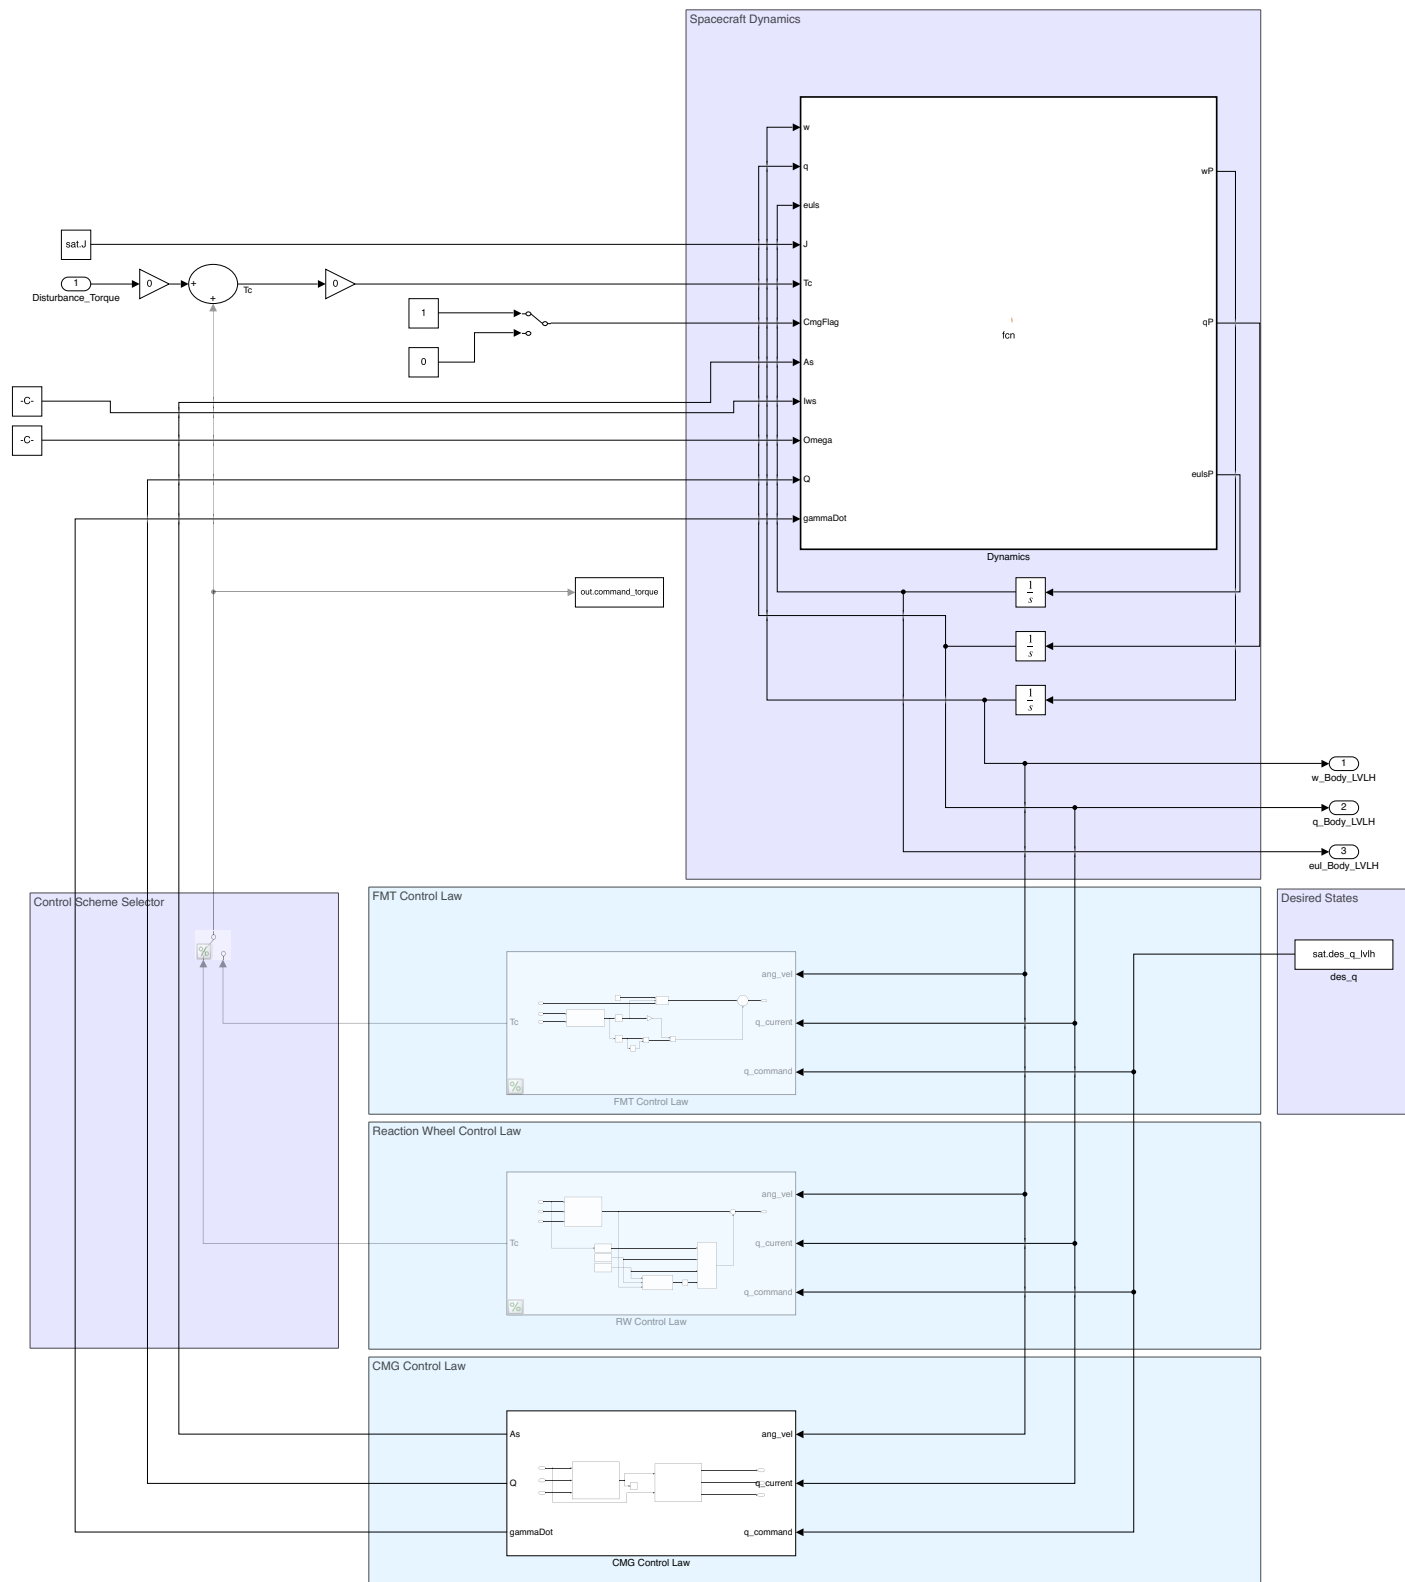 Spacecraft Dynamics
w
q
euls
J
Tc
CmgFlag
As
Iws
Omega
Q
gammaDot
wP
qP
eulsP
fcn
Dynamics
sat.J
1
Disturbance_Torque
0
+
+
Tc
0
1
0
-C-
-C-
out.command_torque
1
s
1
s
1
s
1
w_Body_LVLH
2
q_Body_LVLH
3
eul_Body_LVLH
Control Scheme Selector
%
FMT Control Law
Tc
ang_vel
q_current
q_command
%
FMT Control Law
Desired States
sat.des_q_lvlh
des_q
Reaction Wheel Control Law
Tc
ang_vel
q_current
q_command
%
RW Control Law
CMG Control Law
As
Q
gammaDot
ang_vel
q_current
q_command
CMG Control Law